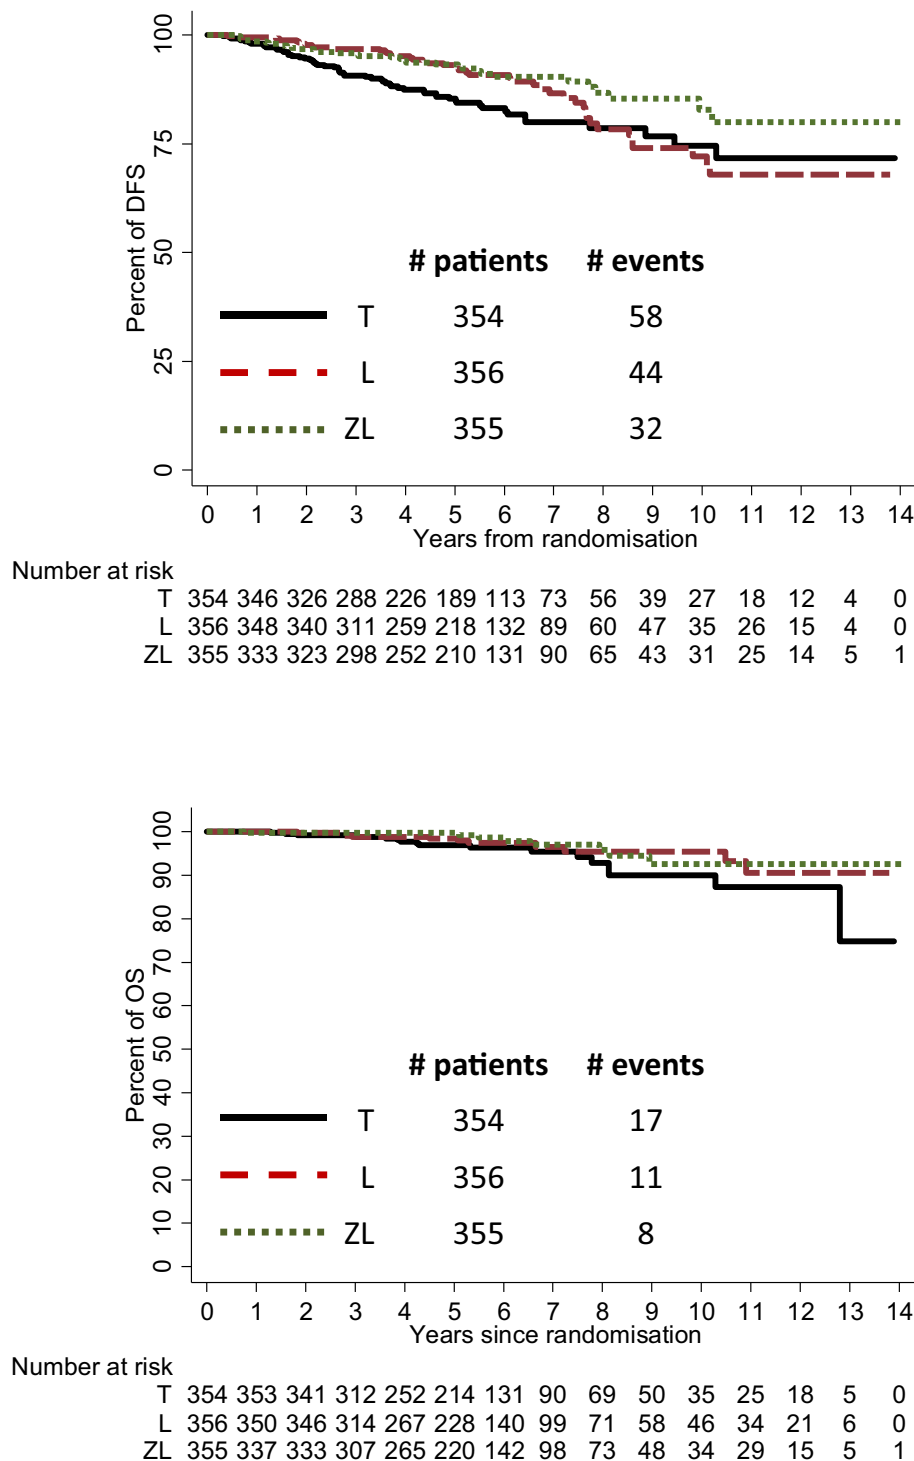 Percent of DFS
100
75
50
25
0
# patients # events
T 354 58
L 356 44
ZL 355 32
0 1 2 3 4 5 6 7 8 9 10 11 12 13 14
Years from randomisation
Number at risk
T 354 346 326 288 226 189 113 73 56 39 27 18 12 4 0
L 356 348 340 311 259 218 132 89 60 47 35 26 15 4 0
ZL 355 333 323 298 252 210 131 90 65 43 31 25 14 5 1
Percent of OS
100
90
80
70
60
50
40
30
20
10
0
# patients # events
T 354 17
L 356 11
ZL 355 8
0 1 2 3 4 5 6 7 8 9 10 11 12 13 14
Years since randomisation
Number at risk
T 354 353 341 312 252 214 131 90 69 50 35 25 18 5 0
L 356 350 346 314 267 228 140 99 71 58 46 34 21 6 0
ZL 355 337 333 307 265 220 142 98 73 48 34 29 15 5 1